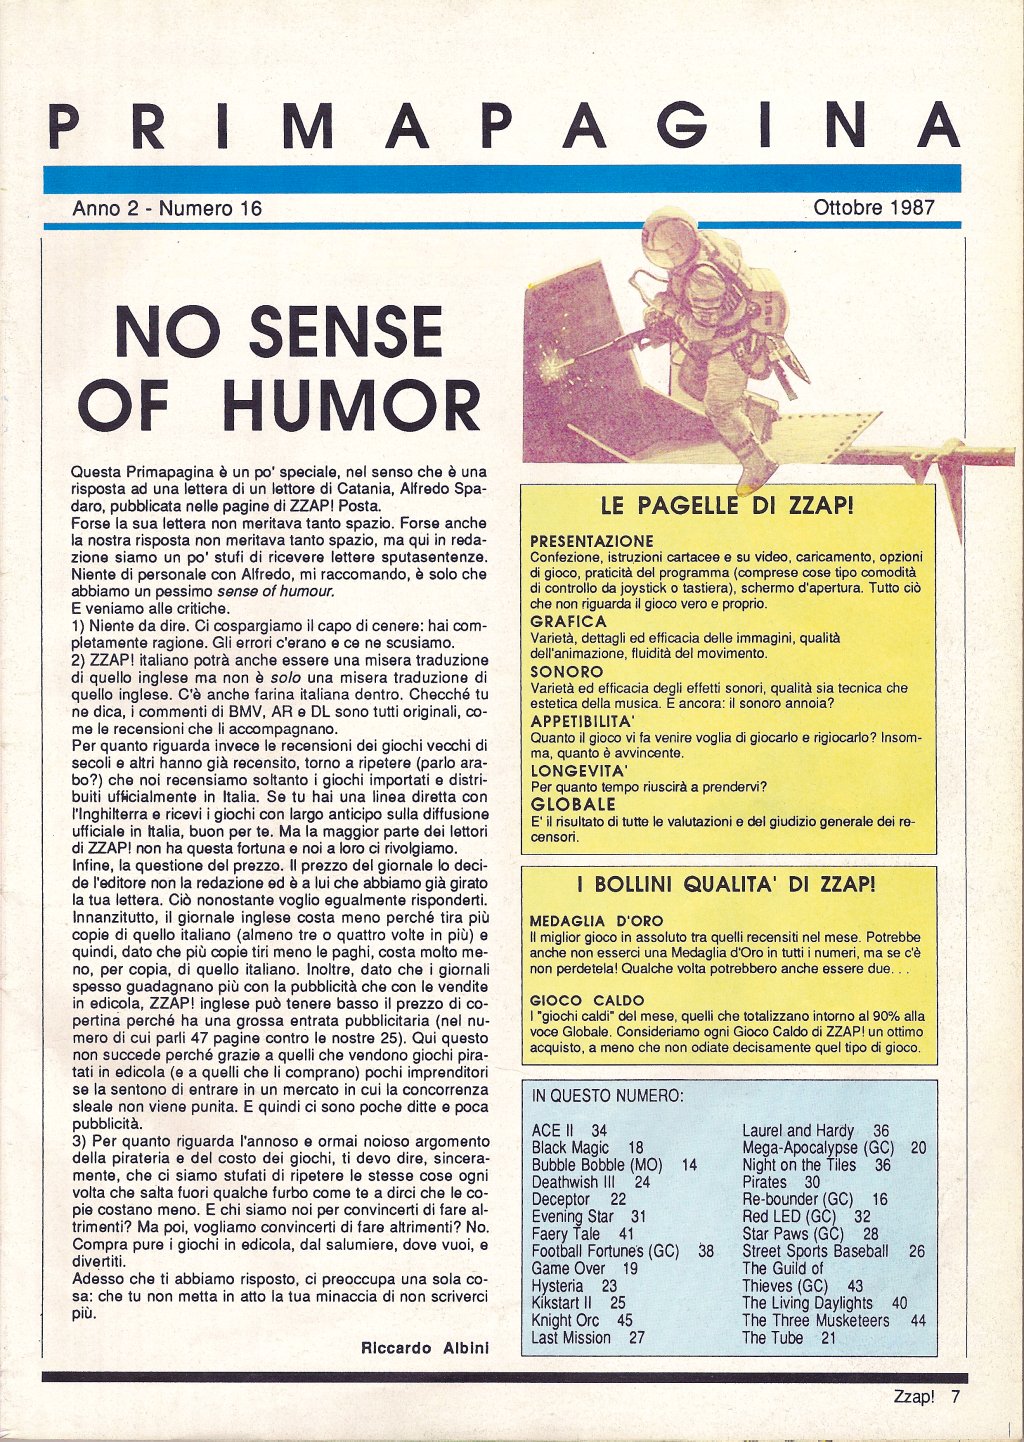 PRIMAPAGINA
Anno 2 - Numero 16
Ottobre 1987
NO SENSE
OF HUMOR
Questa Primapagina è un po' speciale, nel senso che è una
risposta ad una lettera di un lettore di Catania, Alfredo Spa-
daro, pubblicata nelle pagine di ZZAP! Posta.
Forse la sua lettera non meritava tanto spazio. Forse anche
la nostra risposta non meritava tanto spazio, ma qui in reda-
zione siamo un po' stufi di ricevere lettere sputasentenze.
Niente di personale con Alfredo, mi raccomando, è solo che
abbiamo un pessimo sense of humour.
E veniamo alle critiche.
1) Niente da dire. Ci cospargiamo il capo di cenere: hai com-
pletamente ragione. Gli errori c'erano e ce ne scusiamo.
2) ZZAP! italiano potrà anche essere una misera traduzione
di quello inglese ma non è solo una misera traduzione di
quello inglese. C'è anche farina italiana dentro. Checché tu
ne dica, i commenti di BMV, AR e DL sono tutti originali, co-
me le recensioni che li accompagnano.
Per quanto riguarda invece le recensioni dei giochi vecchi di
secoli e altri hanno già recensito, torno a ripetere (parlo ara-
bo?) che noi recensiamo soltanto i giochi importati e distri-
buiti ufficialmente in Italia. Se tu hai una linea diretta con
l'Inghilterra e ricevi i giochi con largo anticipo sulla diffusione
ufficiale in Italia, buon per te. Ma la maggior parte dei lettori
di ZZAP! non ha questa fortuna e noi a loro ci rivolgiamo.
Infine, la questione del prezzo. Il prezzo del giornale lo deci-
de l'editore non la redazione ed è a lui che abbiamo già girato
la tua lettera. Ciò nonostante voglio egualmente risponderti.
Innanzitutto, il giornale inglese costa meno perché tira più
copie di quello italiano (almeno tre o quattro volte in più) e
quindi, dato che più copie tiri meno le paghi, costa molto me-
no, per copia, di quello italiano. Inoltre, dato che i giornali
spesso guadagnano più con la pubblicità che con le vendite
in edicola, ZZAP! inglese può tenere basso il prezzo di co-
pertina perché ha una grossa entrata pubblicitaria (nel nu-
mero di cui parli 47 pagine contro le nostre 25). Qui questo
non succede perché grazie a quelli che vendono giochi pira-
tati in edicola (e a quelli che li comprano) pochi imprenditori
se la sentono di entrare in un mercato in cui la concorrenza
sleale non viene punita. E quindi ci sono poche ditte e poca
pubblicità.
3) Per quanto riguarda l'annoso e ormai noioso argomento
della pirateria e del costo dei giochi, ti devo dire, sincera-
mente, che ci siamo stufati di ripetere le stesse cose ogni
volta che salta fuori qualche furbo come te a dirci che le co-
pie costano meno. E chi siamo noi per convincerti di fare al-
trimenti? Ma poi, vogliamo convincerti di fare altrimenti? No.
Compra pure i giochi in edicola, dal salumiere, dove vuoi, e
divertiti.
Adesso che ti abbiamo risposto, ci preoccupa una sola co-
sa: che tu non metta in atto la tua minaccia di non scriverci
più.
Riccardo Albini
LE PAGELLE DI ZZAP!
PRESENTAZIONE
Confezione, istruzioni cartacee e su video, caricamento, opzioni
di gioco, praticità del programma (comprese cose tipo comodità
di controllo da joystick o tastiera), schermo d'apertura. Tutto ciò
che non riguarda il gioco vero e proprio.
GRAFICA
Varietà, dettagli ed efficacia delle immagini, qualità
dell'animazione, fluidità del movimento.
SONORO
Varietà ed efficacia degli effetti sonori, qualità sia tecnica che
estetica della musica. E ancora: il sonoro annoia?
APPETIBILITA'
Quanto il gioco vi fa venire voglia di giocarlo e rigiocarlo? Insom-
ma, quanto è avvincente.
LONGEVITA'
Per quanto tempo riuscirà a prendervi?
GLOBALE
E' il risultato di tutte le valutazioni e del giudizio generale dei re-
censori.
I BOLLINI QUALITA' DI ZZAP!
MEDAGLIA D'ORO
Il miglior gioco in assoluto tra quelli recensiti nel mese. Potrebbe
anche non esserci una Medaglia d'Oro in tutti i numeri, ma se c'è
non perdetela! Qualche volta potrebbero anche essere due. . .
GIOCO CALDO
I "giochi caldi" del mese, quelli che totalizzano intorno al 90% alla
voce Globale. Consideriamo ogni Gioco Caldo di ZZAP! un ottimo
acquisto, a meno che non odiate decisamente quel tipo di gioco.
IN QUESTO NUMERO:
ACE II 34
Black Magic 18
Bubble Bobble (MO) 14
Deathwish III 24
Deceptor 22
Evening Star 31
Faery Tale 41
Football Fortunes (GC) 38
Game Over 19
Hysteria 23
Kikstart II 25
Knight Orc 45
Last Mission 27
Laurel and Hardy 36
Mega-Apocalypse (GC) 20
Night on the Tiles 36
Pirates 30
Re-bounder (GC) 16
Red LED (GC) 32
Star Paws (GC) 28
Street Sports Baseball 26
The Guild of
Thieves (GC) 43
The Living Daylights 40
The Three Musketeers 44
The Tube 21
Zzap! 7